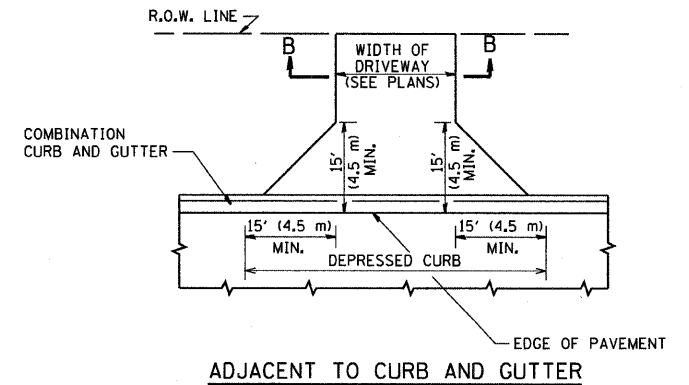 R.O.W. LINE
B
B
WIDTH OF
DRIVEWAY
(SEE PLANS)
COMBINATION
CURB AND GUTTER
15'
(4.5 m)
MIN.
15'
(4.5 m)
MIN.
15' (4.5 m)
MIN.
15' (4.5 m)
MIN.
DEPRESSED CURB
EDGE OF PAVEMENT
ADJACENT TO CURB AND GUTTER